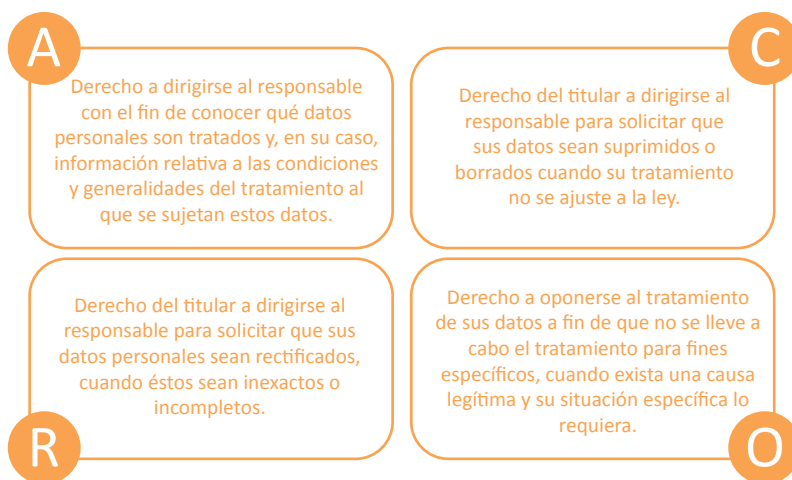 A
Derecho a dirigirse al responsable
con el fin de conocer qué datos
personales son tratados y, en su caso,
información relativa a las condiciones
y generalidades del tratamiento al
que se sujetan estos datos.
C
Derecho del titular a dirigirse al
responsable para solicitar que
sus datos sean suprimidos o
borrados cuando su tratamiento
no se ajuste a la ley.
R
Derecho del titular a dirigirse al
responsable para solicitar que sus
datos personales sean rectificados,
cuando éstos sean inexactos o
incompletos.
O
Derecho a oponerse al tratamiento
de sus datos a fin de que no se lleve a
cabo el tratamiento para fines
específicos, cuando exista una causa
legítima y su situación específica lo
requiera.